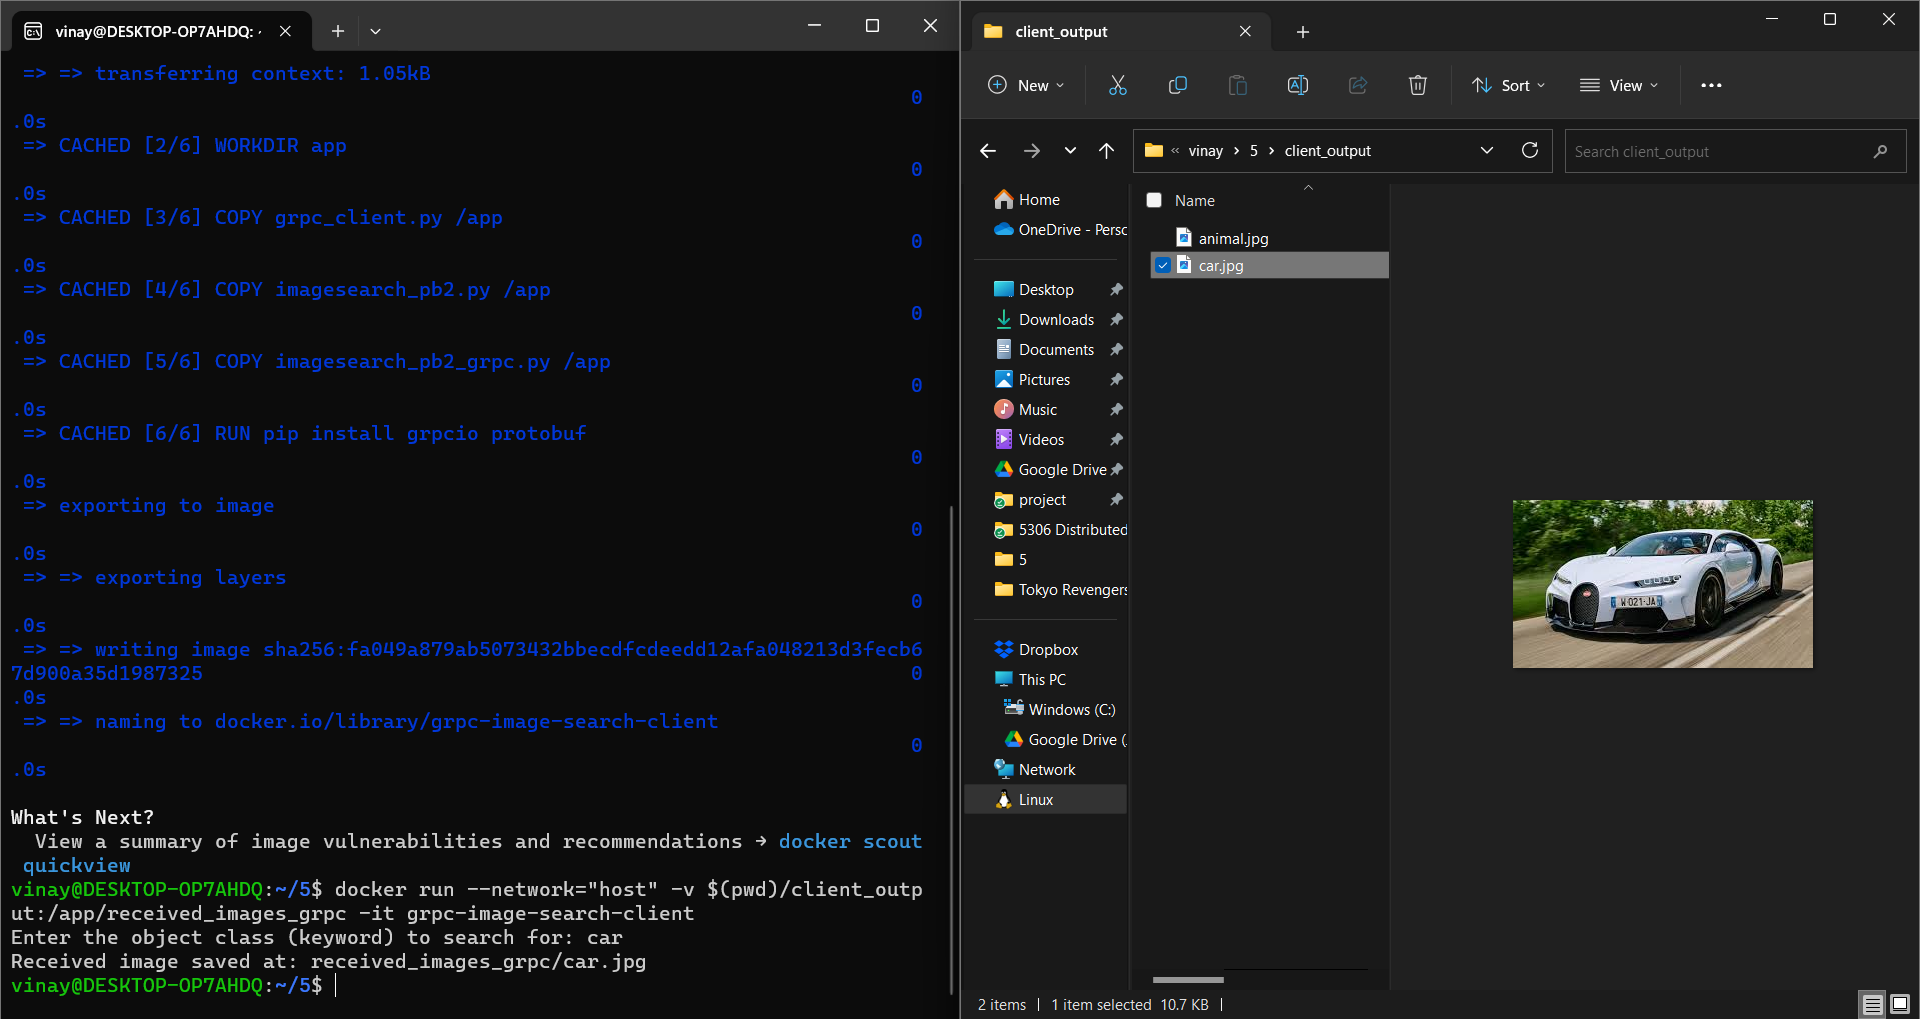 vinay@DESKTOP-OP7AHDQ: ~
=> => transferring context: 1.05kB
0
.0s
=> CACHED [2/6] WORKDIR app
0
.0s
=> CACHED [3/6] COPY grpc_client.py /app
0
.0s
=> CACHED [4/6] COPY imagesearch_pb2.py /app
0
.0s
=> CACHED [5/6] COPY imagesearch_pb2_grpc.py /app
0
.0s
=> CACHED [6/6] RUN pip install grpcio protobuf
0
.0s
=> exporting to image
0
.0s
=> => exporting layers
0
.0s
=> => writing image sha256:fa049a879ab5073432bbecdfcdeedd12afa048213d3fecb6
7d900a35d1987325 0
.0s
=> => naming to docker.io/library/grpc-image-search-client
0
.0s
What's Next?
View a summary of image vulnerabilities and recommendations → docker scout
quickview
vinay@DESKTOP-OP7AHDQ:~/5$ docker run --network="host" -v $(pwd)/client_outp
ut:/app/received_images_grpc -it grpc-image-search-client
Enter the object class (keyword) to search for: car
Received image saved at: received_images_grpc/car.jpg
vinay@DESKTOP-OP7AHDQ:~/5$
client_output
New
Sort
View
« vinay > 5 > client_output
Search client_output
Home
OneDrive - Persc
Desktop
Downloads
Documents
Pictures
Music
Videos
Google Drive
project
5306 Distributed
5
Tokyo Revengers
Dropbox
This PC
Windows (C:)
Google Drive (
Network
Linux
Name
animal.jpg
car.jpg
W 021-JA
2 items
1 item selected 10.7 KB